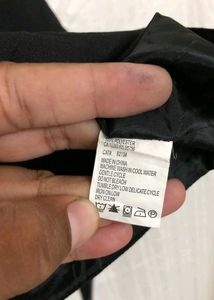 POLYESTER
MADE IN CHINA
MACHINE WASH IN COOL WATER
GENTLE CYCLE
DO NOT BLEACH
TUMBLE DRY LOW DELICATE CYCLE
IRON ON LOW
DRY CLEAN